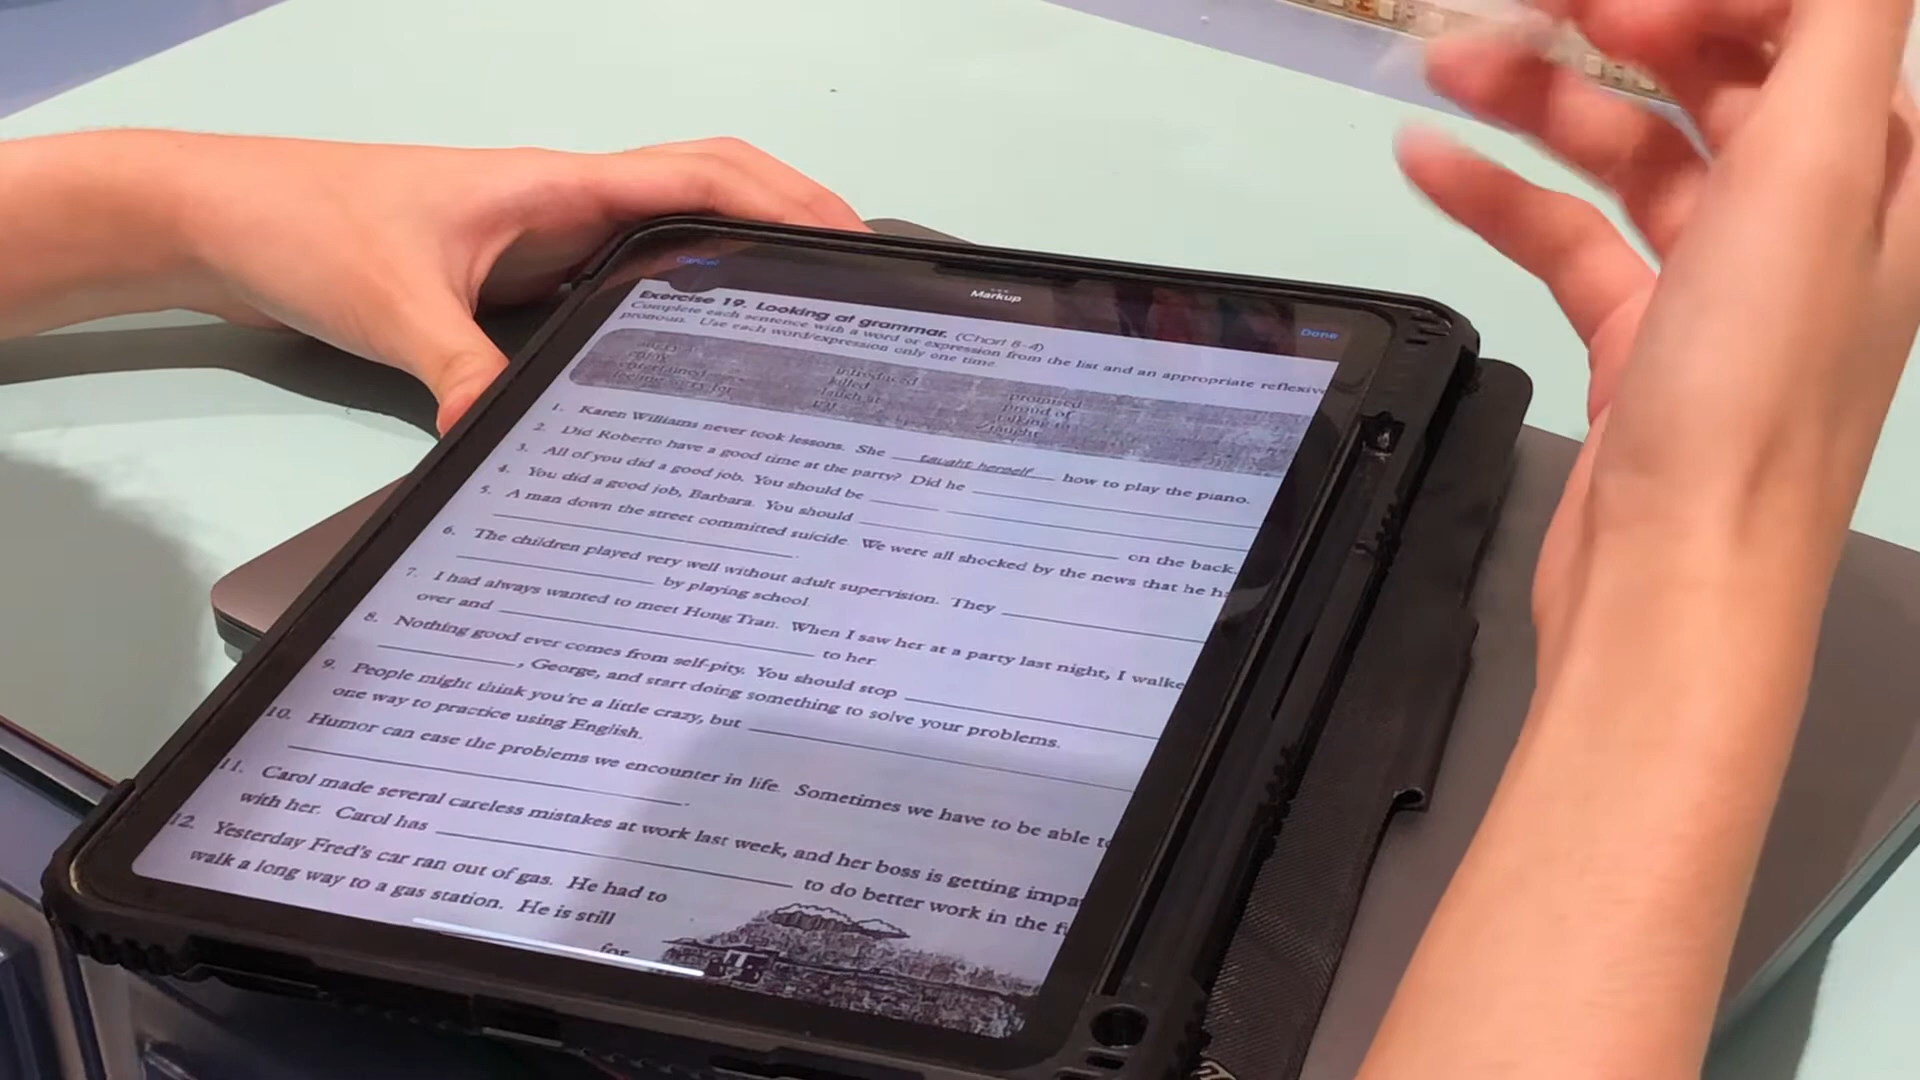 Cancel
Markup
Done
Exercise 19. Looking at grammar. (Chart 8-4)
Complete each sentence with a word or expression from the list and an appropriate reflexive
pronoun. Use each word/expression only one time.
angry introduced promised
enjoy killed proud of
entertained laugh at talking to
feeling sorry for pat ✓taught
1. Karen Williams never took lessons. She taught herself how to play the piano.
2. Did Roberto have a good time at the party? Did he
3. All of you did a good job. You should be
4. You did a good job, Barbara. You should on the back.
5. A man down the street committed suicide. We were all shocked by the news that he ha
.
6. The children played very well without adult supervision. They
by playing school
7. I had always wanted to meet Hong Tran. When I saw her at a party last night, I walke
over and to her
8. Nothing good ever comes from self-pity. You should stop
, George, and start doing something to solve your problems.
9. People might think you're a little crazy, but
one way to practice using English.
10. Humor can ease the problems we encounter in life. Sometimes we have to be able to
.
11. Carol made several careless mistakes at work last week, and her boss is getting impa
with her. Carol has to do better work in the f
12. Yesterday Fred's car ran out of gas. He had to
walk a long way to a gas station. He is still
for